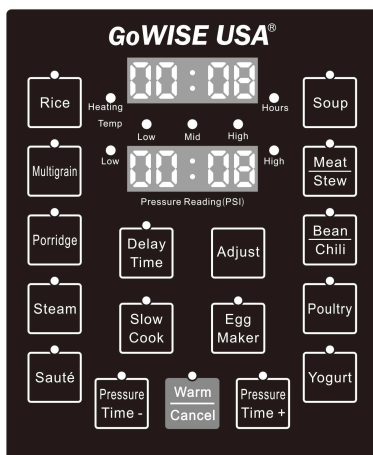 GoWISE USA®
00:08
Rice
Heating
Hours
Soup
Temp
Low
Mid
High
Low
High
Multigrain
00:08
Meat
Stew
Pressure Reading(PSI)
Porridge
Delay
Time
Adjust
Bean
Chili
Steam
Slow
Cook
Egg
Maker
Poultry
Sauté
Pressure
Time -
Warm
Cancel
Pressure
Time +
Yogurt